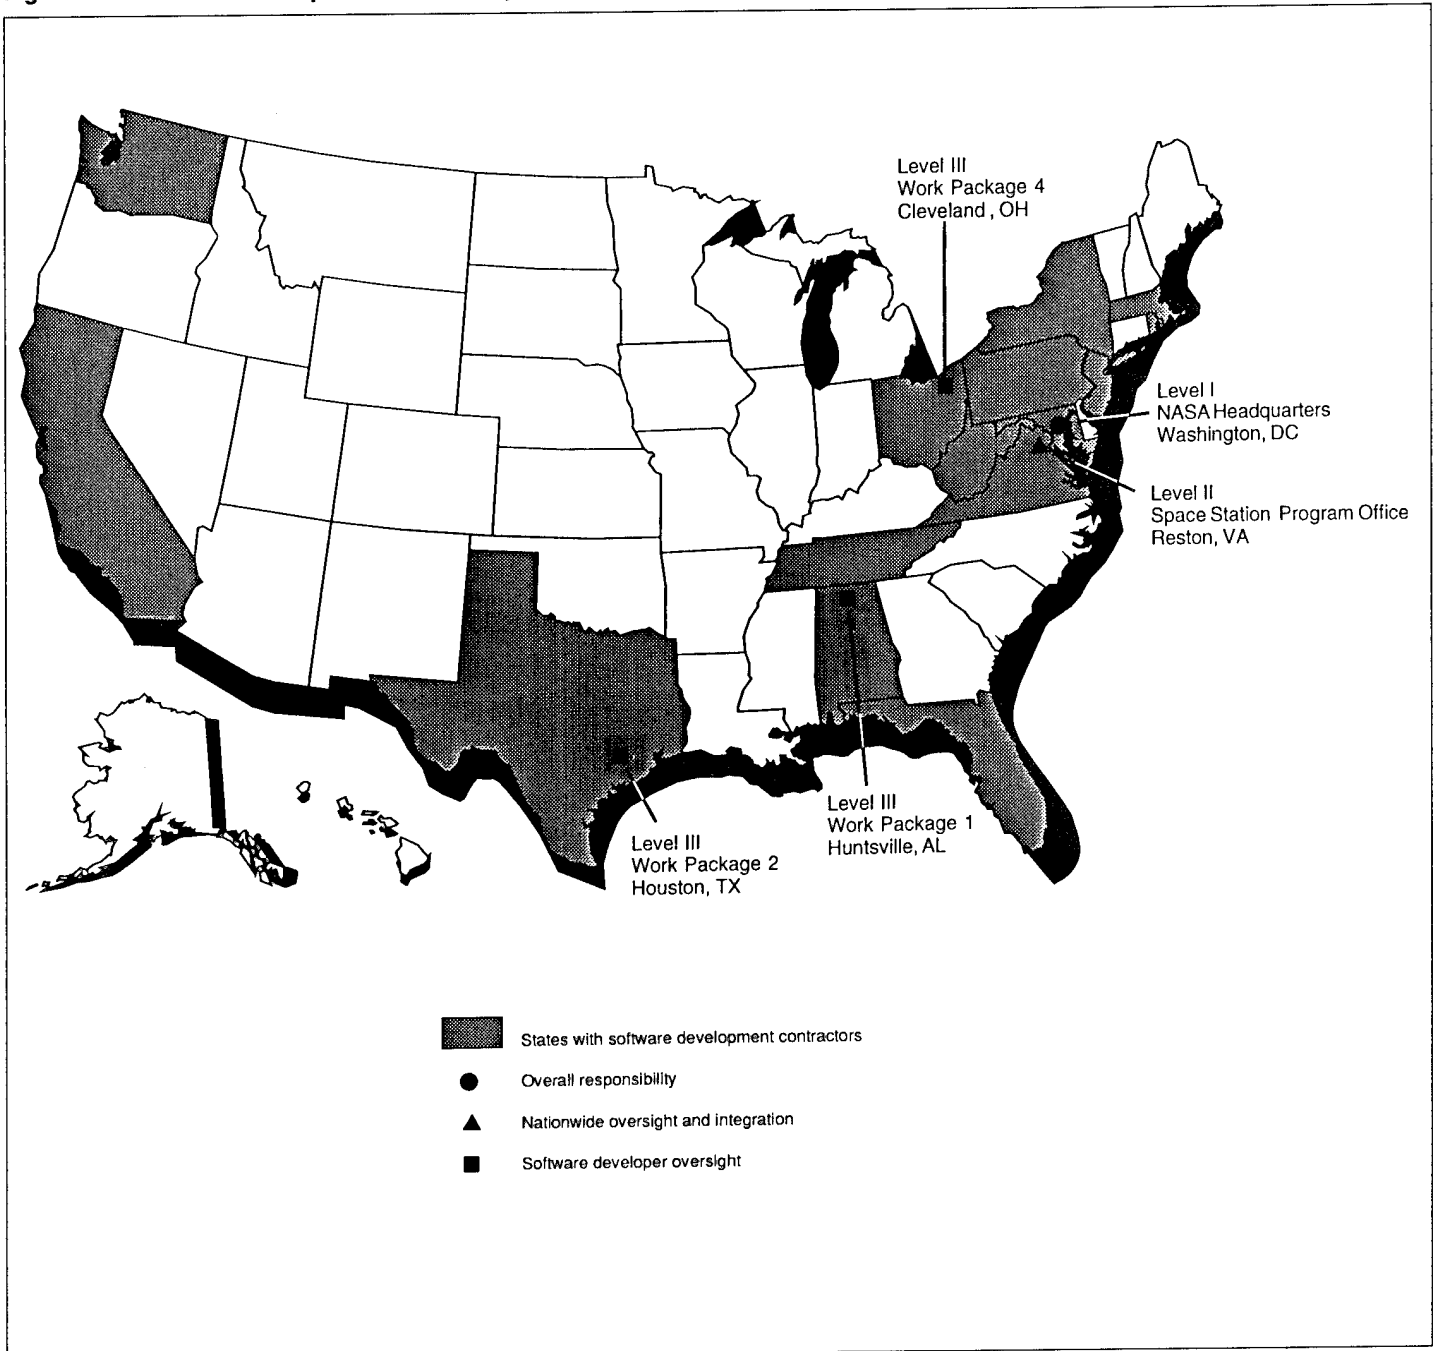 Level III
Work Package 4
Cleveland, OH
Level I
NASA Headquarters
Washington, DC
Level II
Space Station Program Office
Reston, VA
Level III
Work Package 1
Huntsville, AL
Level III
Work Package 2
Houston, TX
States with software development contractors
Overall responsibility
Nationwide oversight and integration
Software developer oversight